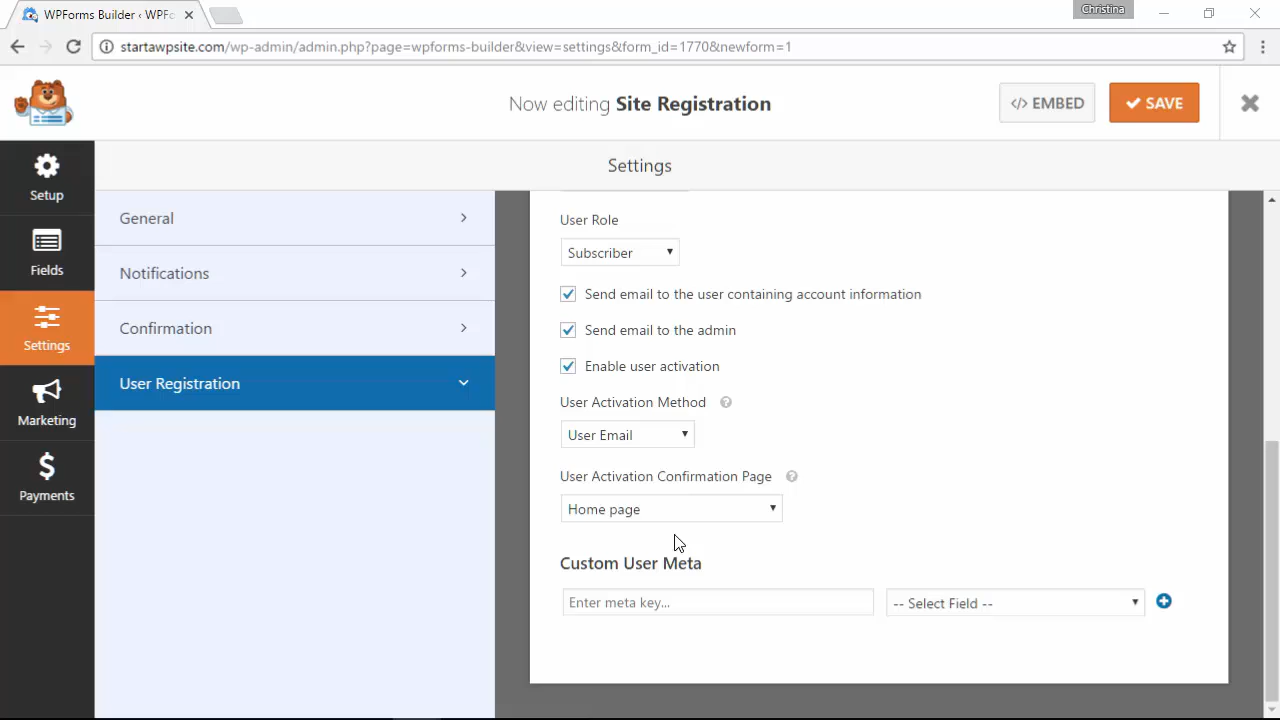 WPForms Builder ‹ WPFo
Christina
startawpsite.com/wp-admin/admin.php?page=wpforms-builder&view=settings&form_id=1770&newform=1
Now editing Site Registration
</> EMBED
SAVE
Setup
Fields
Settings
Marketing
Payments
Settings
General
Notifications
Confirmation
User Registration
User Role
Subscriber
Send email to the user containing account information
Send email to the admin
Enable user activation
User Activation Method
User Email
User Activation Confirmation Page
Home page
Custom User Meta
Enter meta key...
-- Select Field --